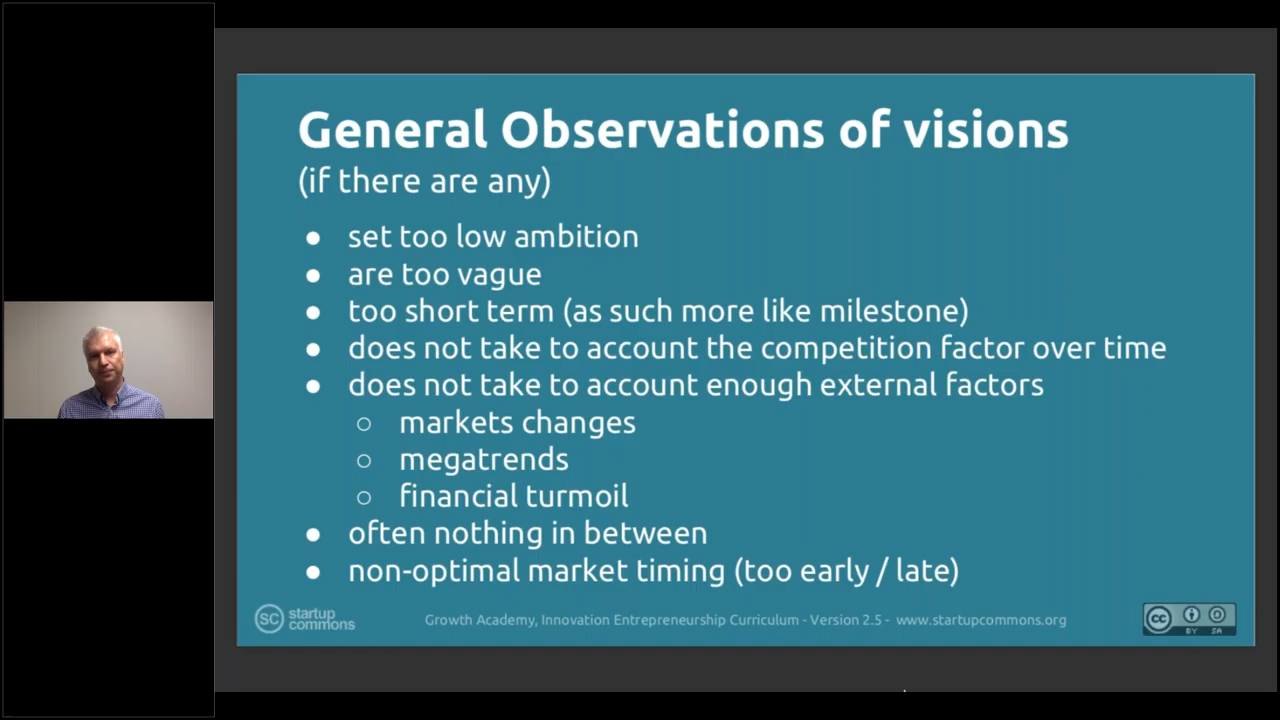 General Observations of visions
(if there are any)
● set too low ambition
● are too vague
● too short term (as such more like milestone)
● does not take to account the competition factor over time
● does not take to account enough external factors
○ markets changes
○ megatrends
○ financial turmoil
● often nothing in between
● non-optimal market timing (too early / late)
SC startup commons
Growth Academy, Innovation Entrepreneurship Curriculum - Version 2.5 - www.startupcommons.org
cc BY SA